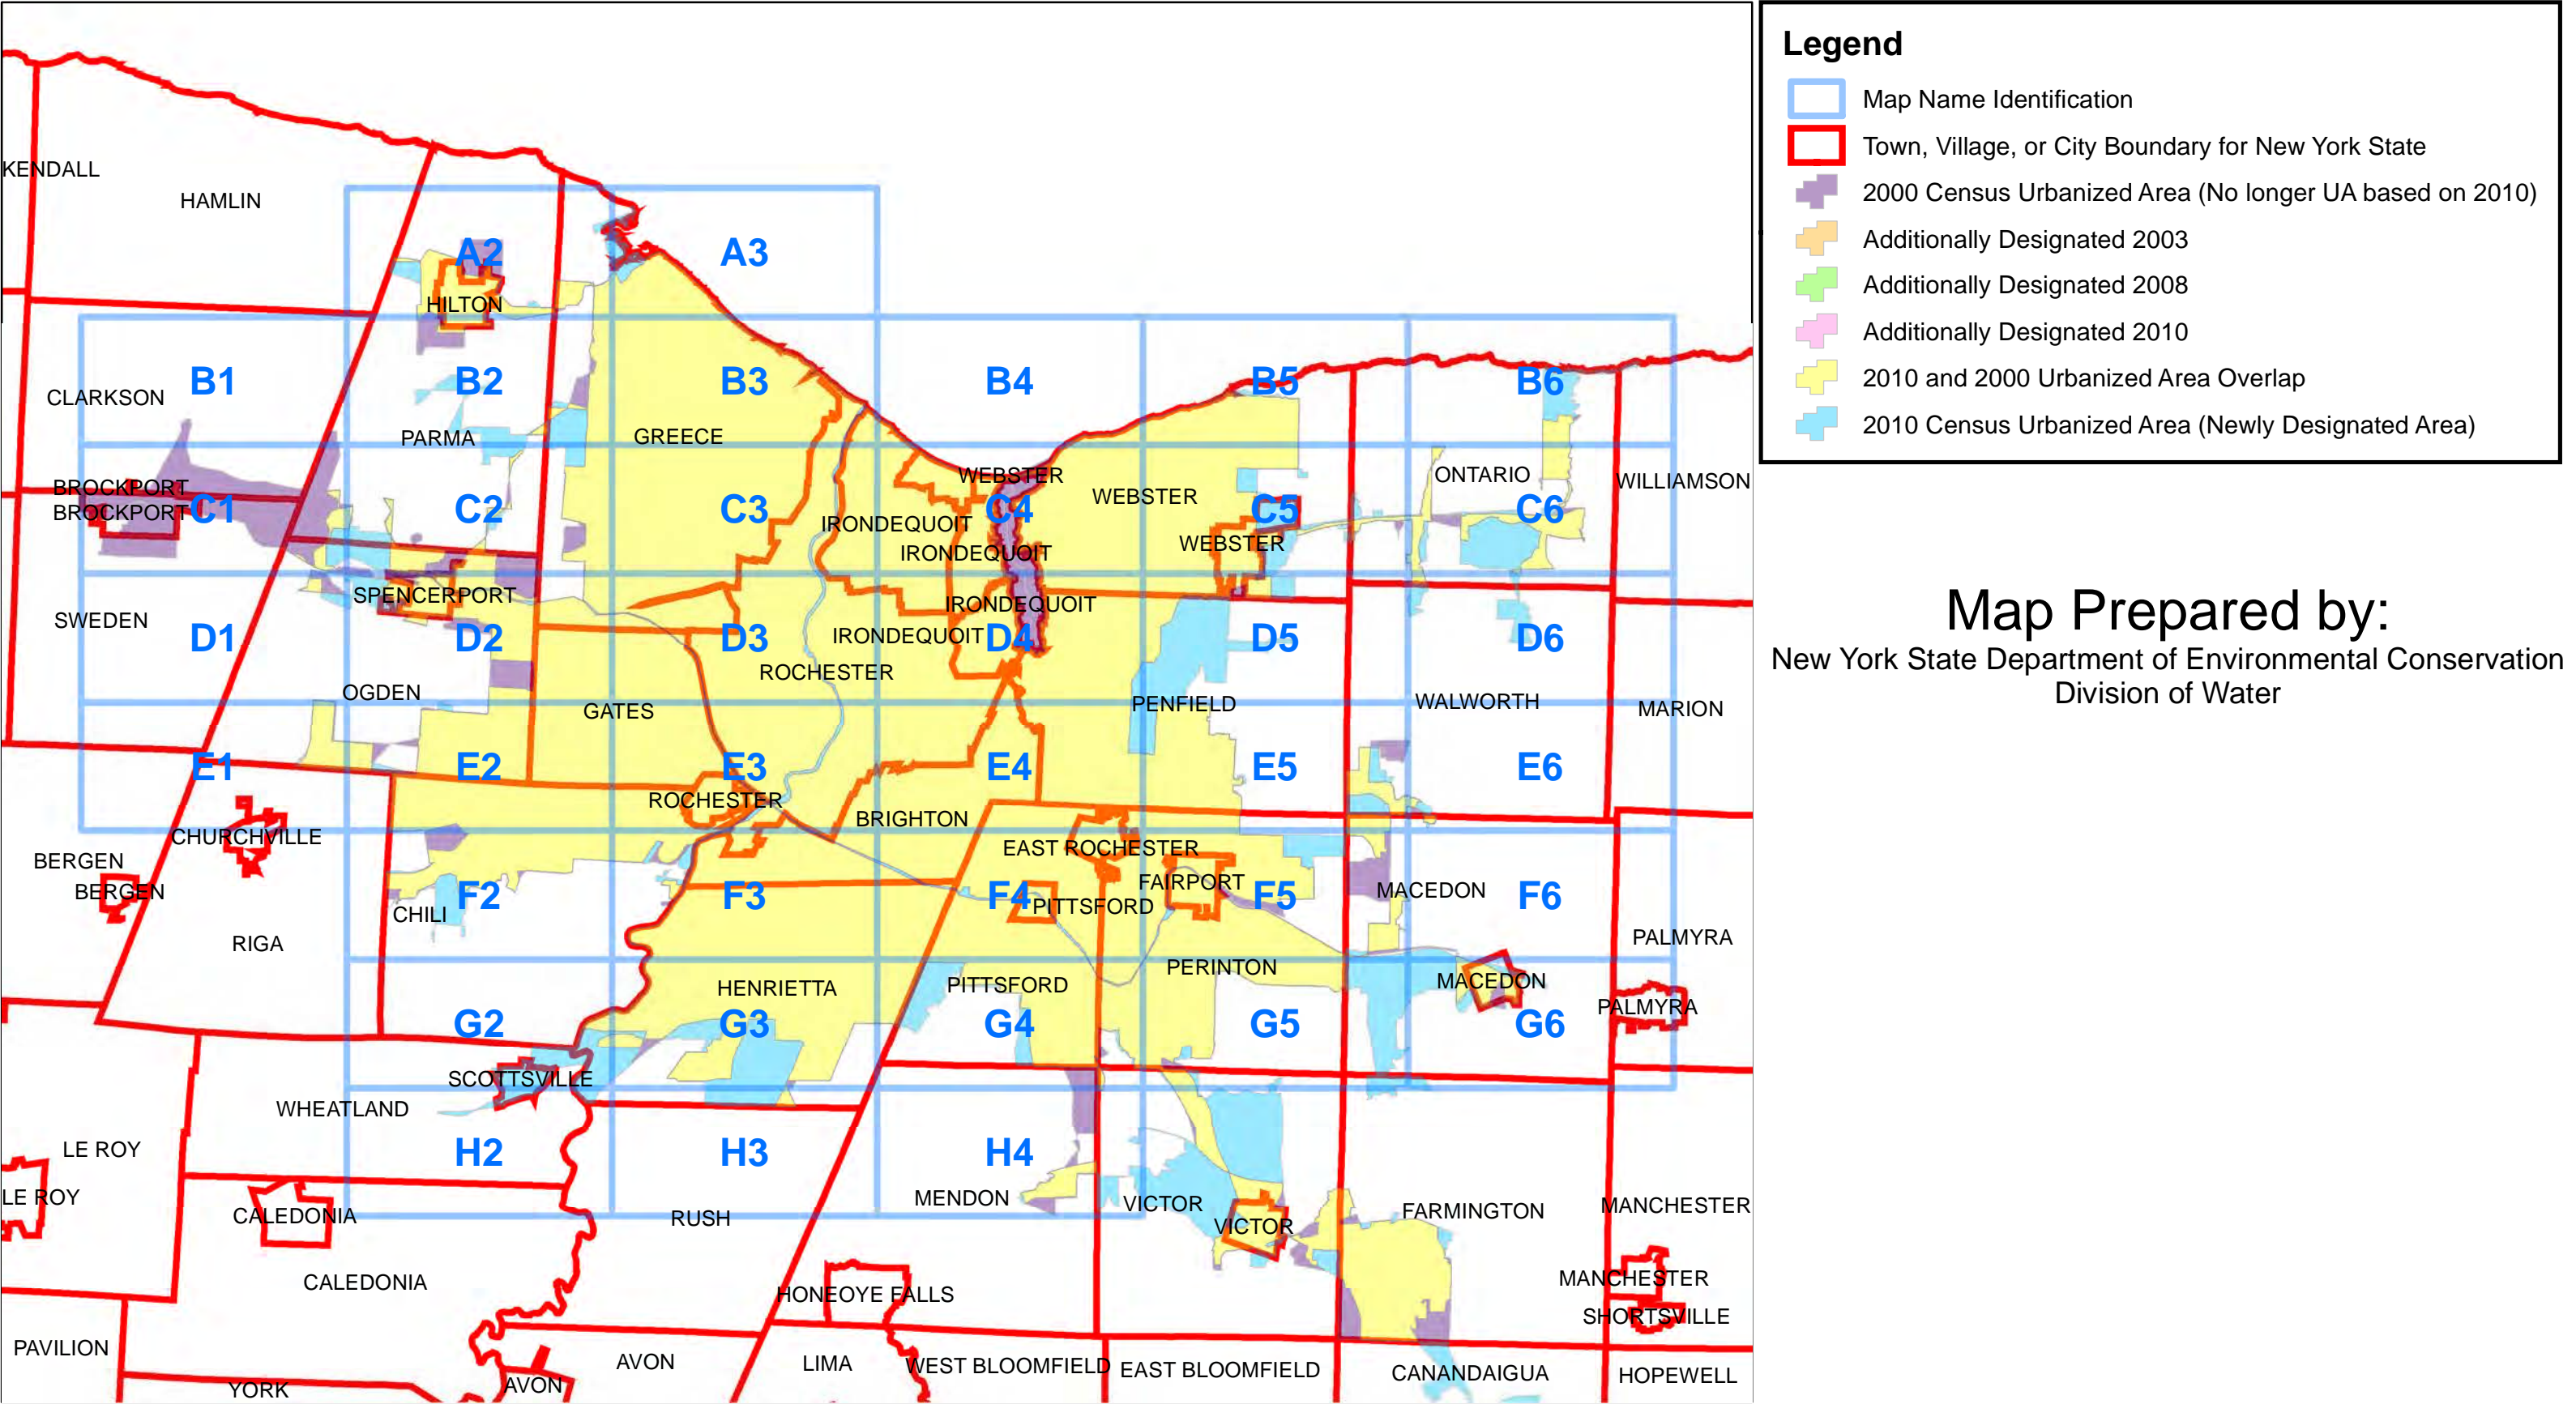 Legend
Map Name Identification
Town, Village, or City Boundary for New York State
2000 Census Urbanized Area (No longer UA based on 2010)
Additionally Designated 2003
Additionally Designated 2008
Additionally Designated 2010
2010 and 2000 Urbanized Area Overlap
2010 Census Urbanized Area (Newly Designated Area)
Map Prepared by:
New York State Department of Environmental Conservation
Division of Water
KENDALL
HAMLIN
A2
A3
HILTON
B1
B2
B3
B4
B5
B6
CLARKSON
PARMA
GREECE
WEBSTER
WEBSTER
ONTARIO
WILLIAMSON
BROCKPORT
BROCKPORT
C1
C2
C3
C4
C5
C6
IRONDEQUOIT
IRONDEQUOIT
WEBSTER
SPENCERPORT
IRONDEQUOIT
SWEDEN
D1
D2
D3
IRONDEQUOIT
D4
D5
D6
ROCHESTER
OGDEN
GATES
PENFIELD
WALWORTH
MARION
E1
E2
E3
E4
E5
E6
ROCHESTER
BRIGHTON
CHURCHVILLE
EAST ROCHESTER
BERGEN
BERGEN
FAIRPORT
MACEDON
F2
F3
F4
F5
F6
PITTSFORD
CHILI
RIGA
PALMYRA
PERINTON
HENRIETTA
PITTSFORD
MACEDON
PALMYRA
G2
G3
G4
G5
G6
SCOTTSVILLE
WHEATLAND
LE ROY
H2
H3
H4
LE ROY
MENDON
VICTOR
MANCHESTER
CALEDONIA
RUSH
VICTOR
FARMINGTON
CALEDONIA
HONEOYE FALLS
MANCHESTER
SHORTSVILLE
PAVILION
AVON
LIMA
WEST BLOOMFIELD
EAST BLOOMFIELD
CANANDAIGUA
HOPEWELL
YORK
AVON